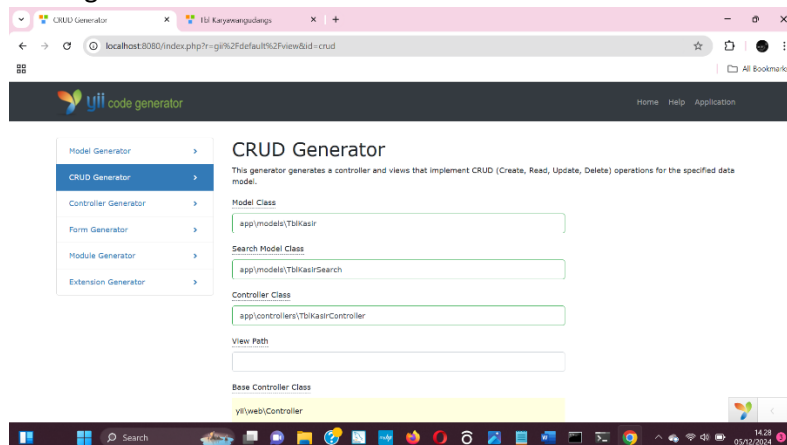 CRUD Generator
Tbl Karyawangudangs
localhost:8080/index.php?r=gii%2Fdefault%2Fview&id=crud
All Bookmarks
yii code generator
Home Help Application
Model Generator
CRUD Generator
Controller Generator
Form Generator
Module Generator
Extension Generator
CRUD Generator
This generator generates a controller and views that implement CRUD (Create, Read, Update, Delete) operations for the specified data
model.
Model Class
app\models\TblKasir
Search Model Class
app\models\TblKasirSearch
Controller Class
app\controllers\TblKasirController
View Path
Base Controller Class
yii\web\Controller
Search
14.28
05/12/2024